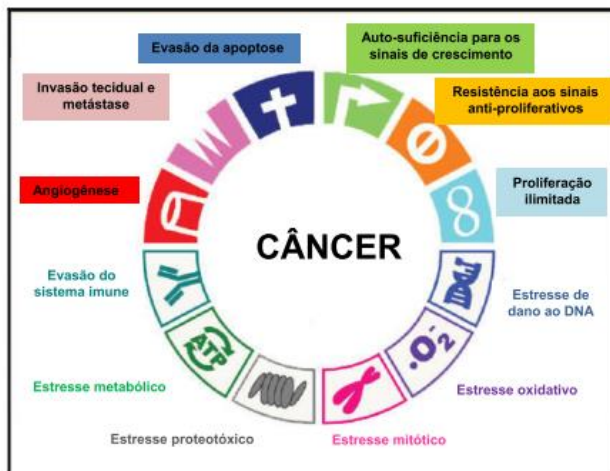 Evasão da apoptose
Auto-suficiência para os
sinais de crescimento
Invasão tecidual e
metástase
Resistência aos sinais
anti-proliferativos
Angiogênese
Proliferação
ilimitada
CÂNCER
Evasão do
sistema imune
Estresse de
dano ao DNA
ATP
•O₂⁻
Estresse metabólico
Estresse oxidativo
Estresse proteotóxico
Estresse mitótico